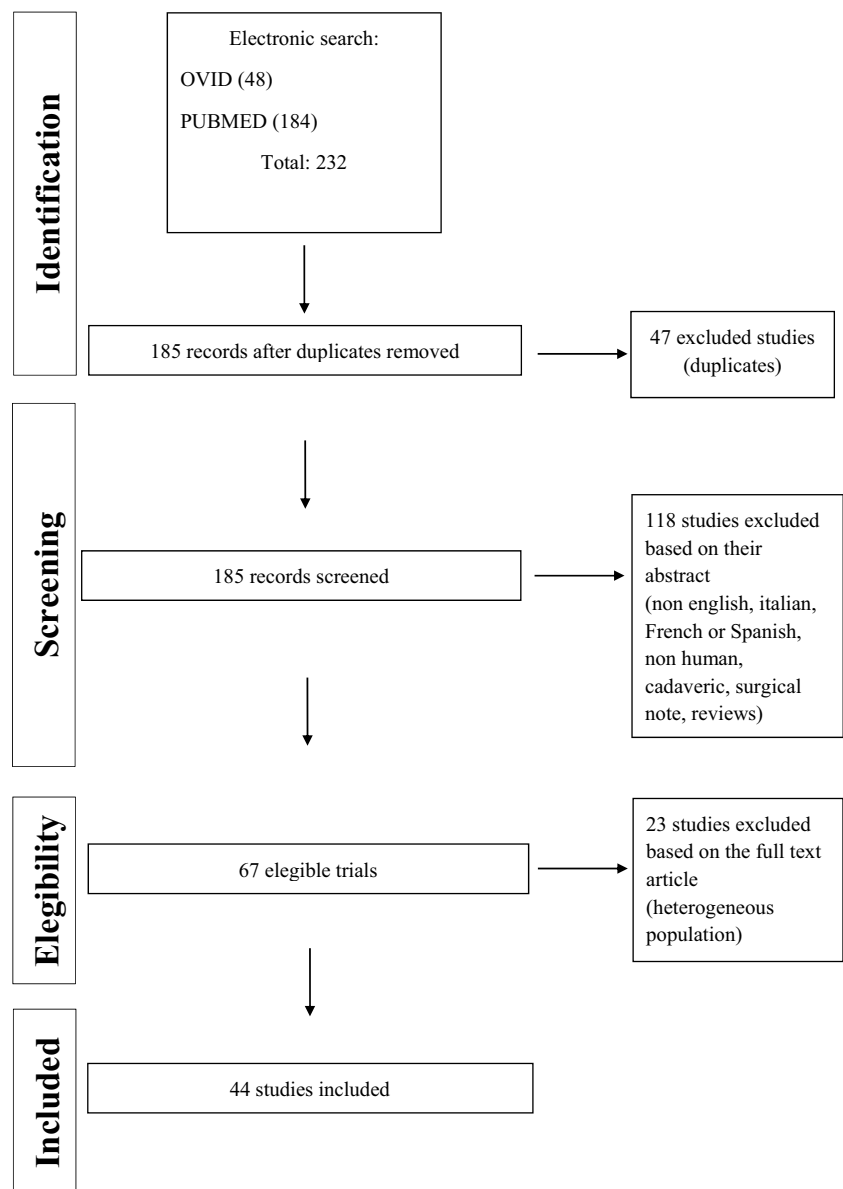 Identification
Electronic search:
OVID (48)
PUBMED (184)
Total: 232
185 records after duplicates removed
47 excluded studies
(duplicates)
Screening
185 records screened
118 studies excluded
based on their
abstract
(non english, italian,
French or Spanish,
non human,
cadaveric, surgical
note, reviews)
Elegibility
67 elegible trials
23 studies excluded
based on the full text
article
(heterogeneous
population)
Included
44 studies included